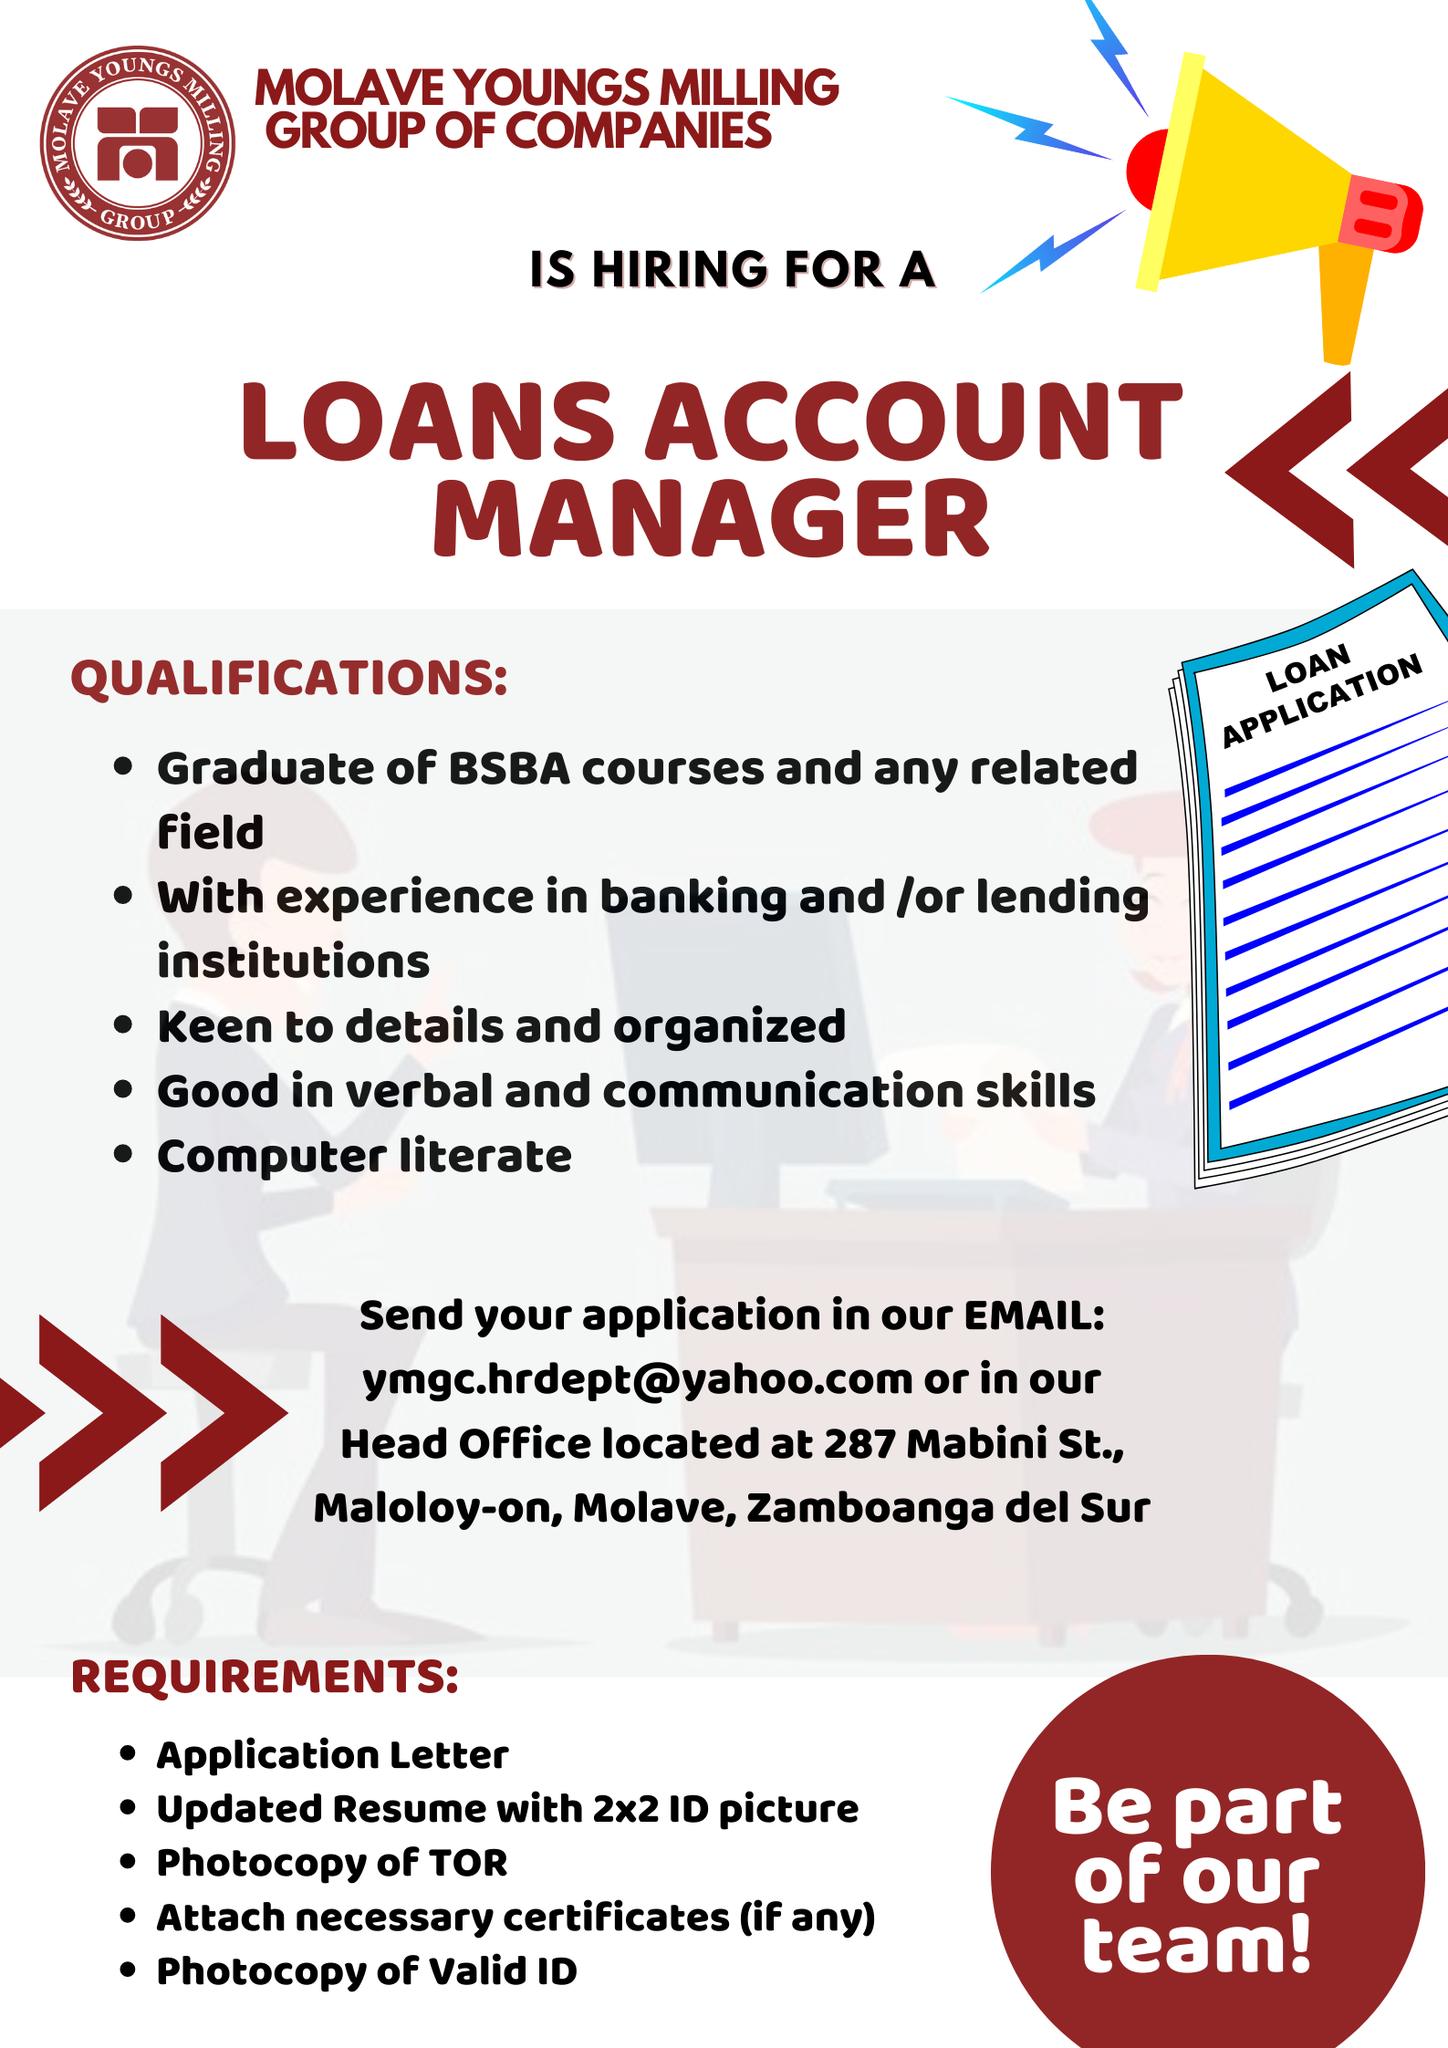 MOLAVE YOUNGS MILLING
GROUP
MOLAVE YOUNGS MILLING
GROUP OF COMPANIES
IS HIRING FOR A
LOANS ACCOUNT
MANAGER
LOAN
APPLICATION
QUALIFICATIONS:
• Graduate of BSBA courses and any related
field
• With experience in banking and /or lending
institutions
• Keen to details and organized
• Good in verbal and communication skills
• Computer literate
Send your application in our EMAIL:
ymgc.hrdept@yahoo.com or in our
Head Office located at 287 Mabini St.,
Maloloy-on, Molave, Zamboanga del Sur
REQUIREMENTS:
• Application Letter
• Updated Resume with 2x2 ID picture
• Photocopy of TOR
• Attach necessary certificates (if any)
• Photocopy of Valid ID
Be part
of our
team!